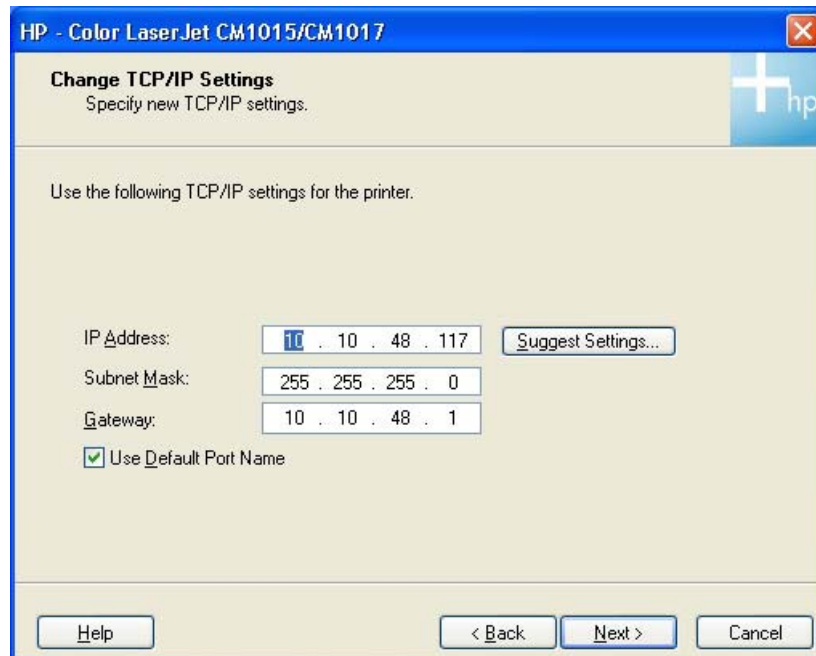 HP - Color LaserJet CM1015/CM1017
Change TCP/IP Settings
Specify new TCP/IP settings.
hp
Use the following TCP/IP settings for the printer.
IP Address: 10 . 10 . 48 . 117 Suggest Settings...
Subnet Mask: 255 . 255 . 255 . 0
Gateway: 10 . 10 . 48 . 1
Use Default Port Name
Help < Back Next > Cancel